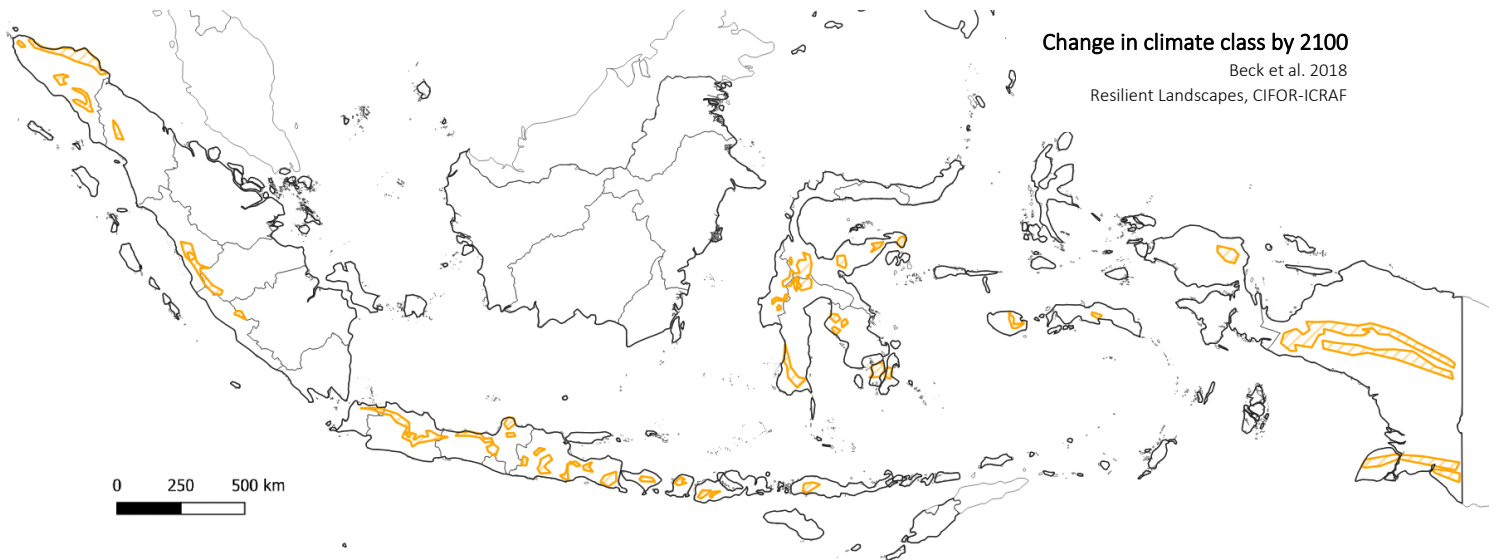 Change in climate class by 2100
Beck et al. 2018
Resilient Landscapes, CIFOR-ICRAF
0 250 500 km